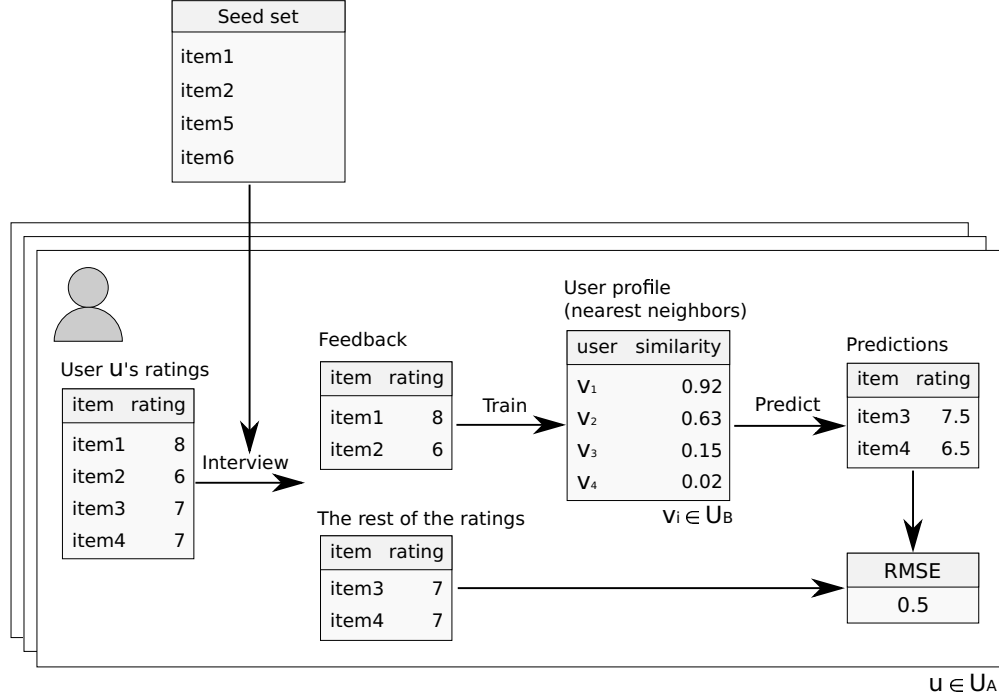 Seed set
item1
item2
item5
item6
User u's ratings
item rating
item1 8
item2 6
item3 7
item4 7
Interview
Feedback
item rating
item1 8
item2 6
The rest of the ratings
item rating
item3 7
item4 7
Train
User profile
(nearest neighbors)
user similarity
v₁ 0.92
v₂ 0.63
v₃ 0.15
v₄ 0.02
vi ∈ UB
Predict
Predictions
item rating
item3 7.5
item4 6.5
RMSE
0.5
u ∈ UA